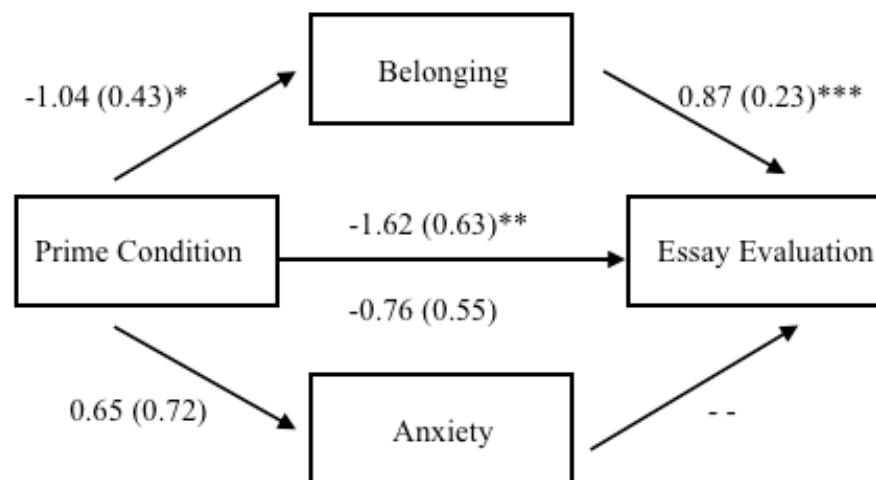 Belonging
-1.04 (0.43)*
0.87 (0.23)***
-1.62 (0.63)**
Prime Condition
Essay Evaluation
-0.76 (0.55)
0.65 (0.72)
Anxiety
- -